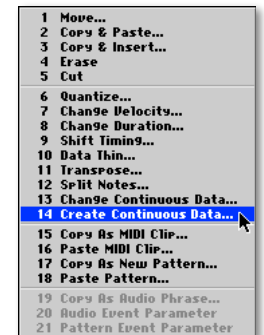 1 Move...
2 Copy & Paste...
3 Copy & Insert...
4 Erase
5 Cut
6 Quantize...
7 Change Velocity...
8 Change Duration...
9 Shift Timing...
10 Data Thin...
11 Transpose...
12 Split Notes...
13 Change Continuous Data...
14 Create Continuous Data...
15 Copy As MIDI Clip...
16 Paste MIDI Clip...
17 Copy As New Pattern...
18 Paste Pattern...
19 Copy As Audio Phrase...
20 Audio Event Parameter
21 Pattern Event Parameter